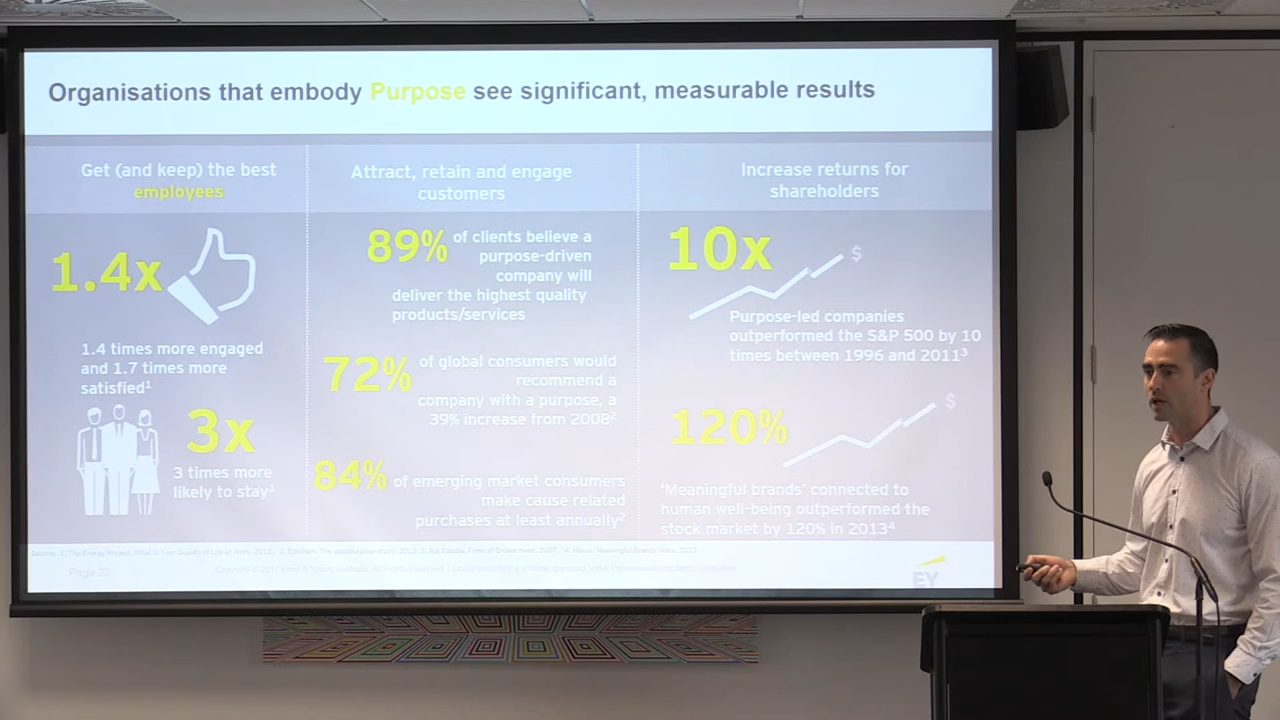 Organisations that embody Purpose see significant, measurable results
Get (and keep) the best
employees
1.4x
1.4 times more engaged
and 1.7 times more
satisfied1
3x
3 times more
likely to stay1
Attract, retain and engage
customers
89% of clients believe a
purpose-driven
company will
deliver the highest quality
products/services
72% of global consumers would
recommend a
company with a purpose, a
39% increase from 20082
84% of emerging market consumers
make cause related
purchases at least annually2
Increase returns for
shareholders
10x
$
Purpose-led companies
outperformed the S&P 500 by 10
times between 1996 and 20113
120%
$
'Meaningful brands' connected to
human well-being outperformed the
stock market by 120% in 20134
Page 23
EY